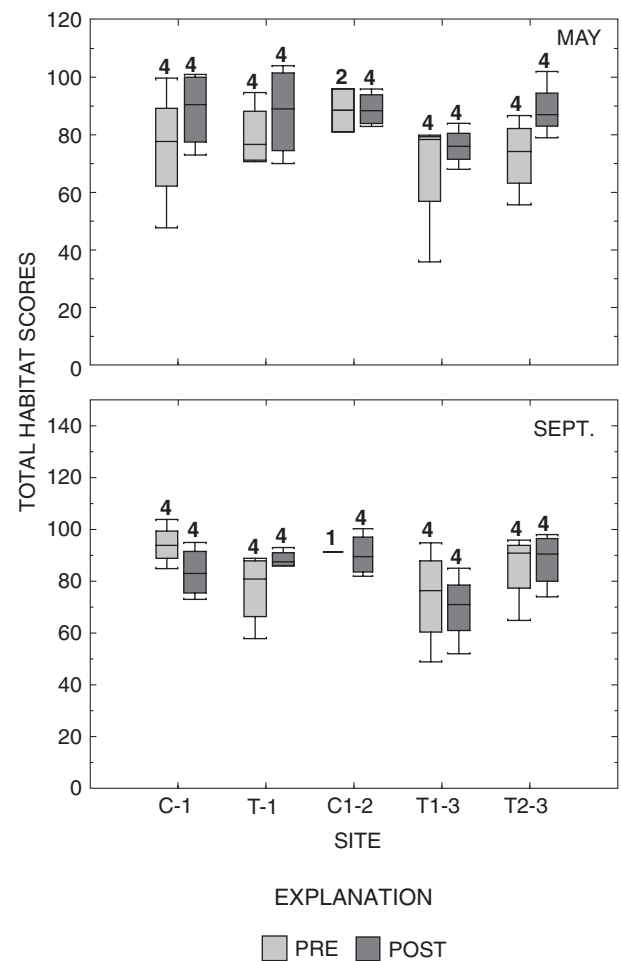 TOTAL HABITAT SCORES
MAY
120
100
80
60
40
20
0
4 4 4 4 2 4 4 4 4 4
SEPT.
140
120
100
80
60
40
20
0
4 4 4 4 1 4 4 4 4 4
C-1 T-1 C1-2 T1-3 T2-3
SITE
EXPLANATION
PRE POST